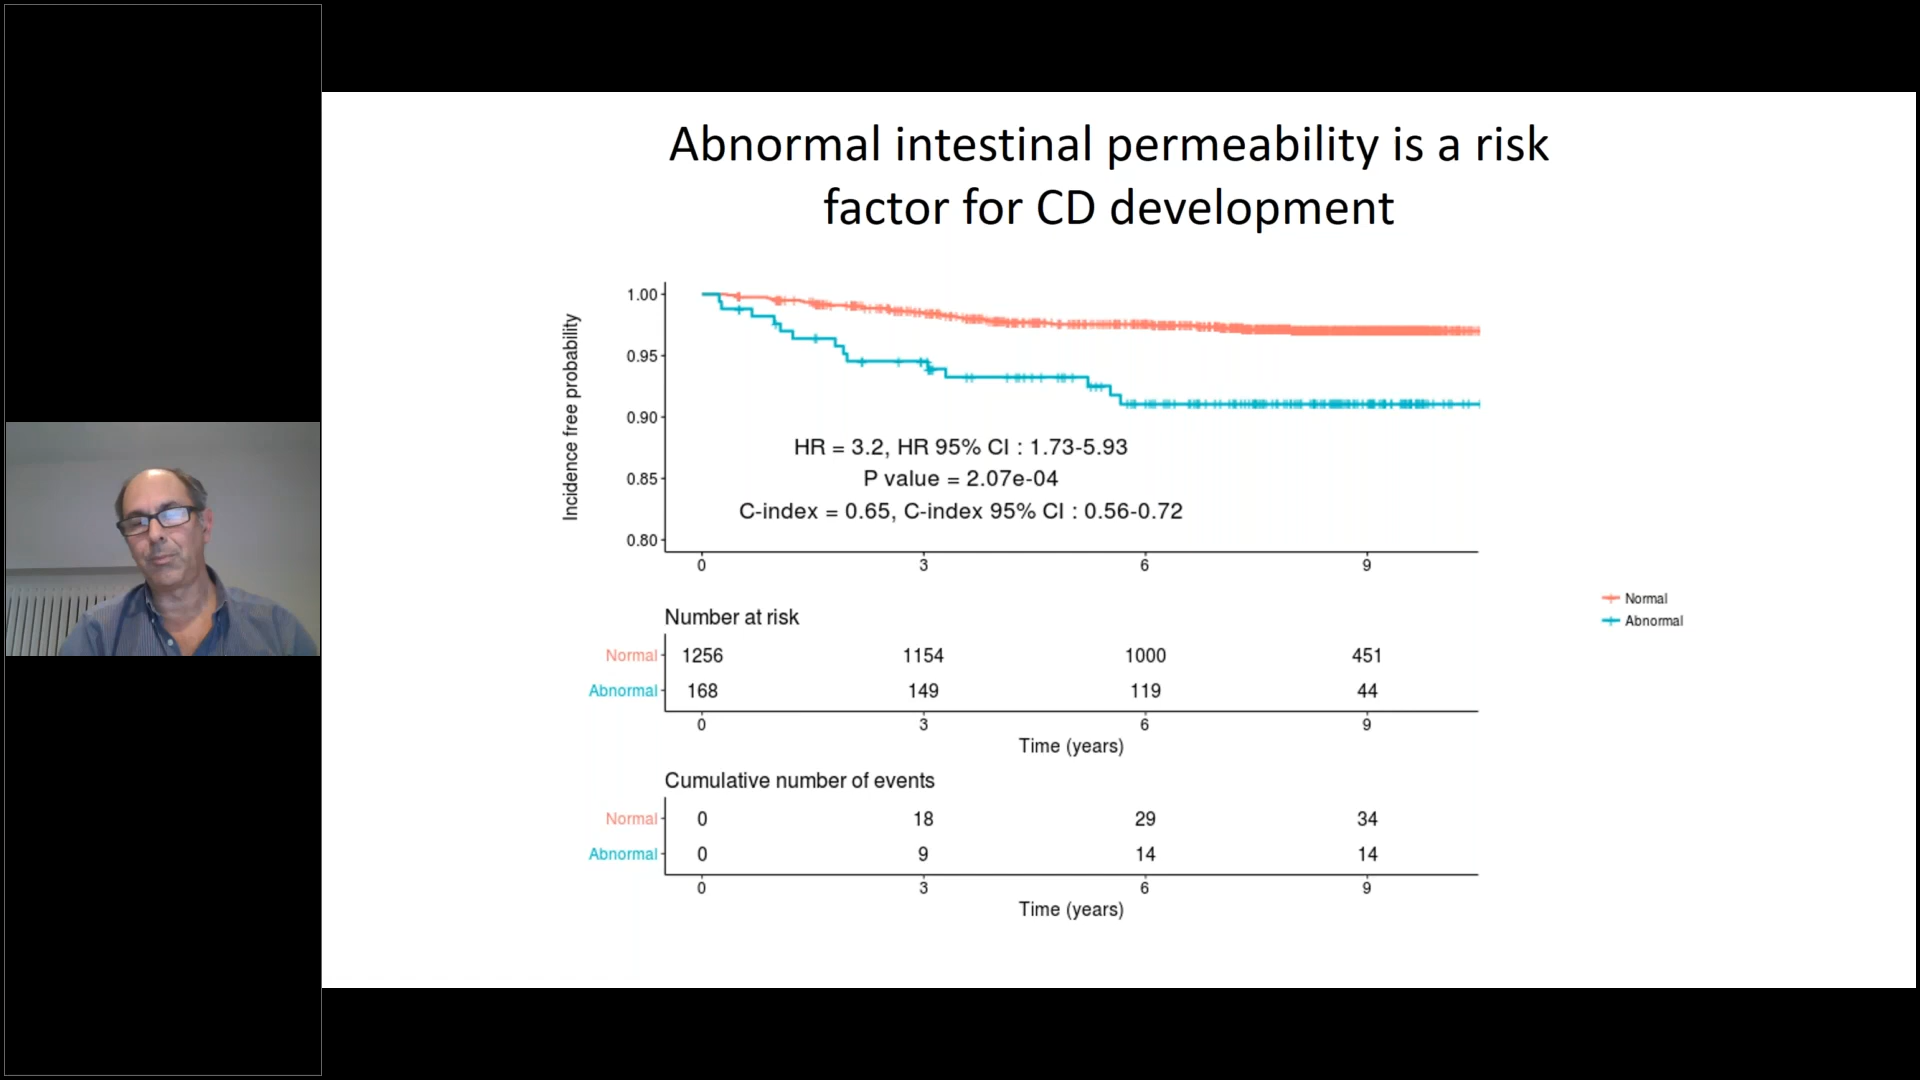 Abnormal intestinal permeability is a risk
factor for CD development
Incidence free probability
1.00
0.95
0.90
0.85
0.80
HR = 3.2, HR 95% CI : 1.73-5.93
P value = 2.07e-04
C-index = 0.65, C-index 95% CI : 0.56-0.72
0 3 6 9
Normal
Abnormal
Number at risk
Normal 1256 1154 1000 451
Abnormal 168 149 119 44
0 3 6 9
Time (years)
Cumulative number of events
Normal 0 18 29 34
Abnormal 0 9 14 14
0 3 6 9
Time (years)